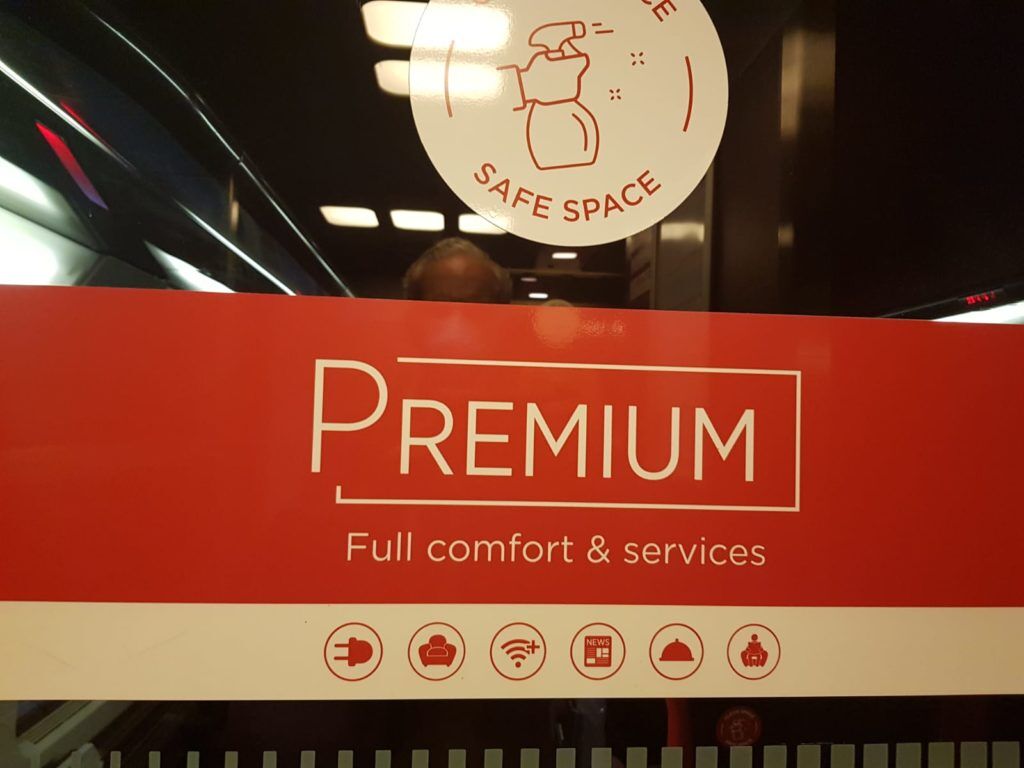 SAFE SPACE
PREMIUM
Full comfort & services
NEWS